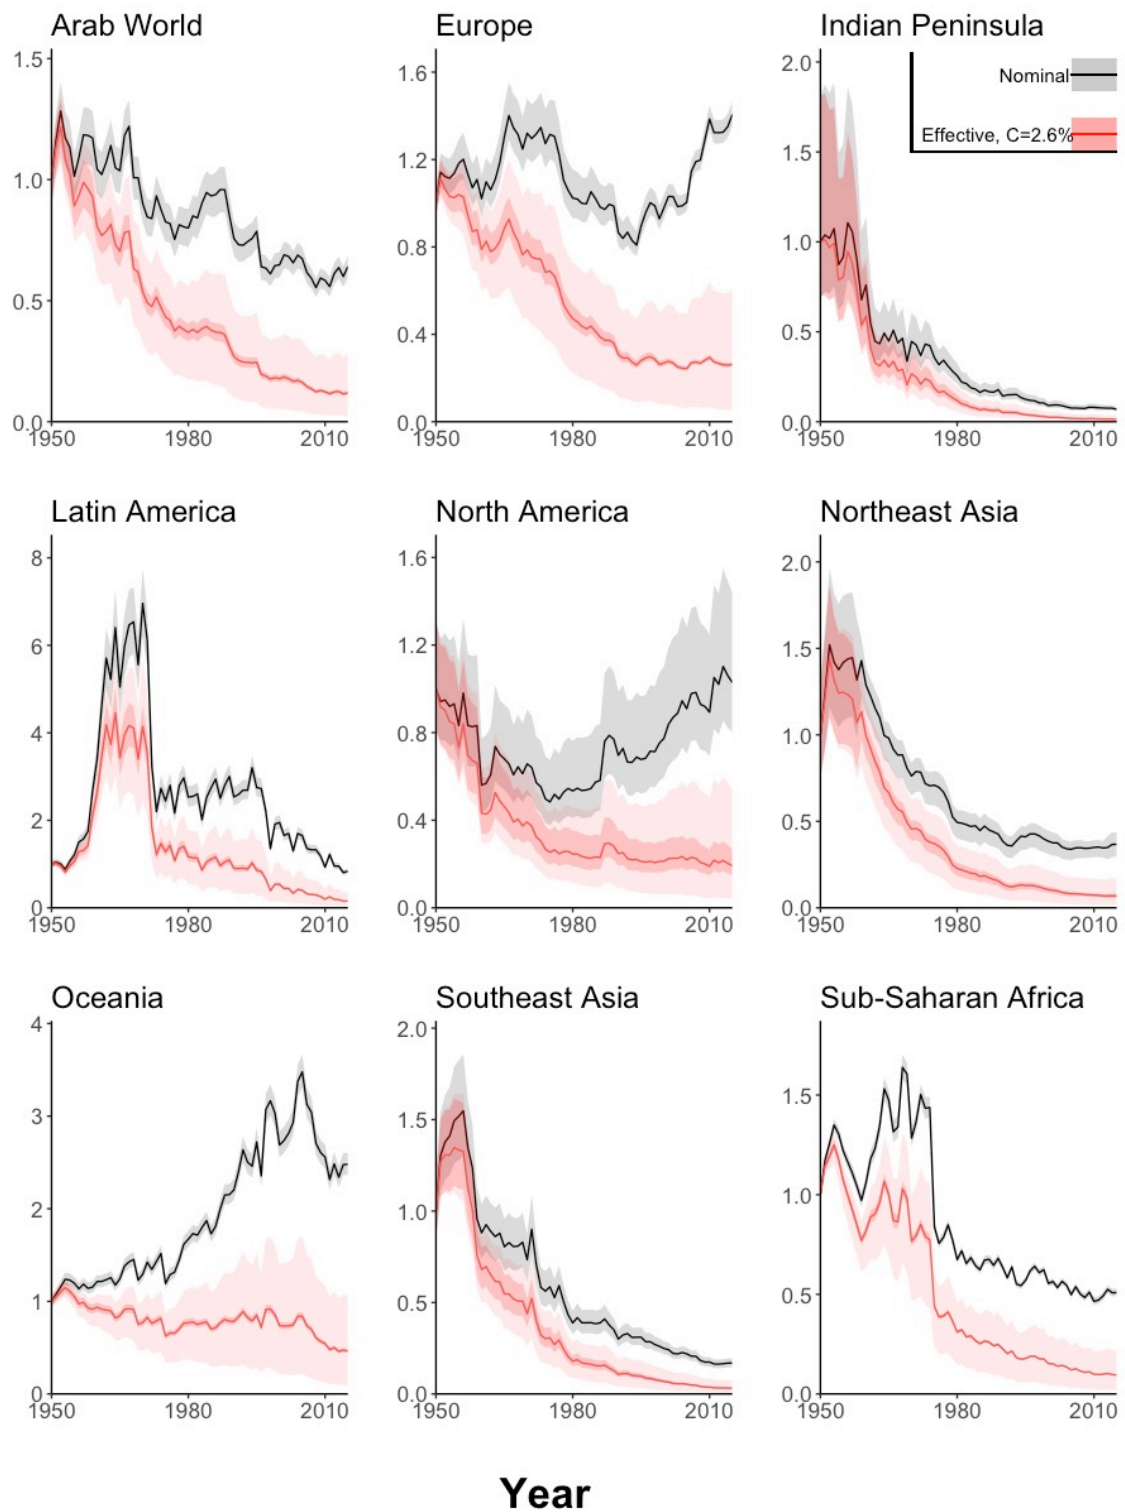 Arab World
1.5
1.0
0.5
0.0
1950 1980 2010
Europe
1.6
1.2
0.8
0.4
0.0
1950 1980 2010
Indian Peninsula
Nominal
Effective, C=2.6%
2.0
1.5
1.0
0.5
0.0
1950 1980 2010
Latin America
8
6
4
2
0
1950 1980 2010
North America
1.6
1.2
0.8
0.4
0.0
1950 1980 2010
Northeast Asia
2.0
1.5
1.0
0.5
0.0
1950 1980 2010
Oceania
4
3
2
1
0
1950 1980 2010
Southeast Asia
2.0
1.5
1.0
0.5
0.0
1950 1980 2010
Sub-Saharan Africa
1.5
1.0
0.5
0.0
1950 1980 2010
Year